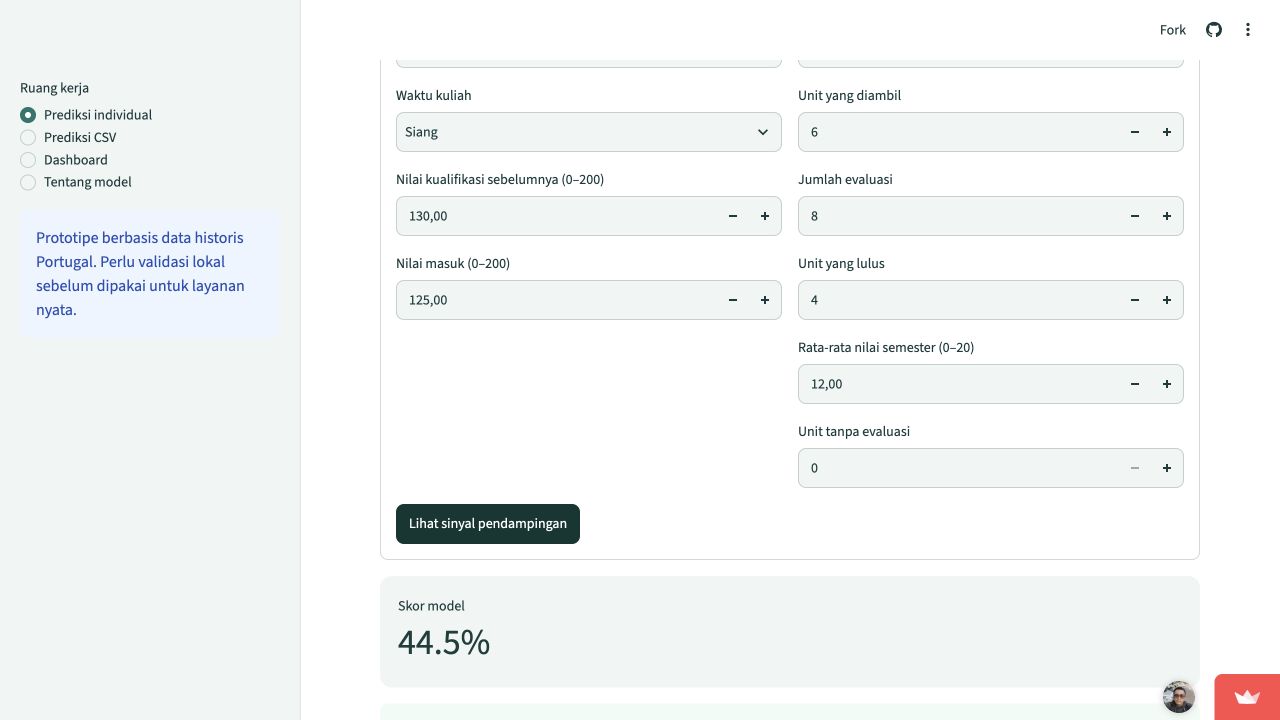 Fork
Ruang kerja
Prediksi individual
Prediksi CSV
Dashboard
Tentang model
Prototipe berbasis data historis
Portugal. Perlu validasi lokal
sebelum dipakai untuk layanan
nyata.
Waktu kuliah
Siang
Nilai kualifikasi sebelumnya (0–200)
130,00
Nilai masuk (0–200)
125,00
Unit yang diambil
6
Jumlah evaluasi
8
Unit yang lulus
4
Rata-rata nilai semester (0–20)
12,00
Unit tanpa evaluasi
0
Lihat sinyal pendampingan
Skor model
44.5%